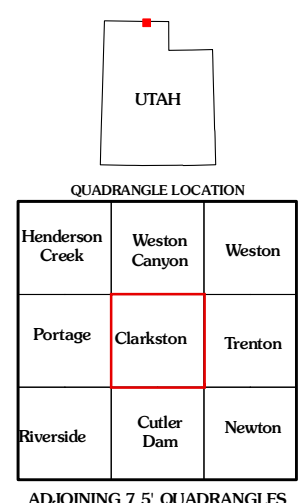 UTAH
QUADRANGLE LOCATION
Henderson
Creek
Weston
Canyon
Weston
Portage
Clarkston
Trenton
Riverside
Cutler
Dam
Newton
ADJOINING 7.5' QUADRANGLES